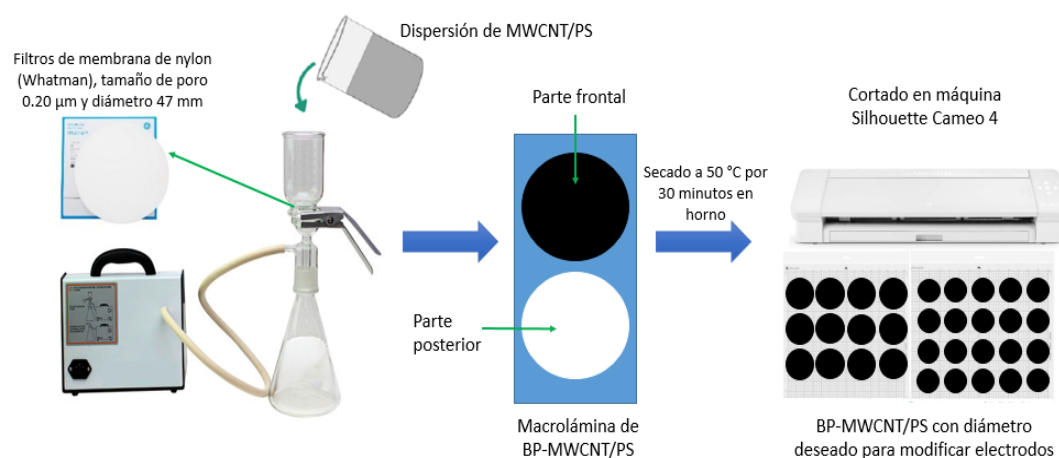 Dispersión de MWCNT/PS
Filtros de membrana de nylon
(Whatman), tamaño de poro
0.20 µm y diámetro 47 mm
Parte frontal
Cortado en máquina
Silhouette Cameo 4
Secado a 50 °C por
30 minutos en
horno
Parte
posterior
Macrolámina de
BP-MWCNT/PS
BP-MWCNT/PS con diámetro
deseado para modificar electrodos